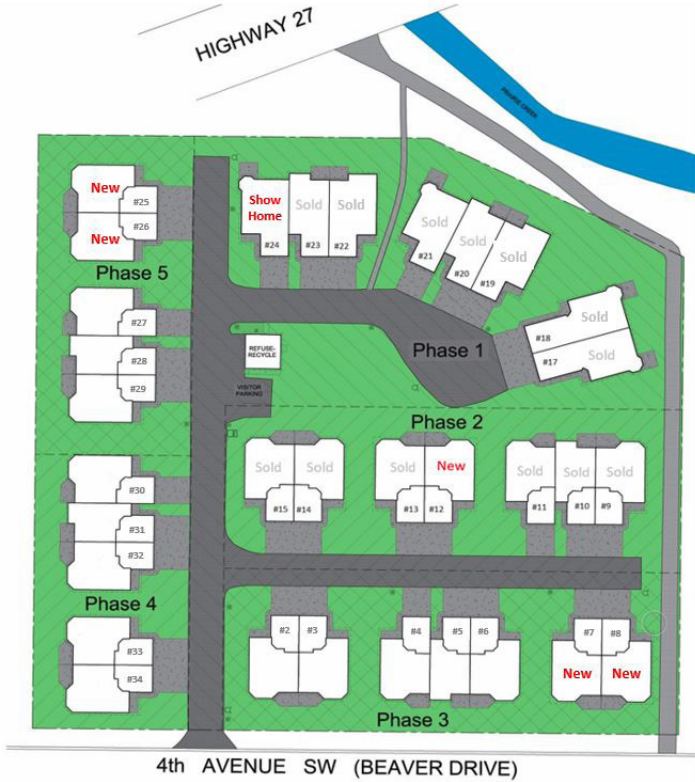 HIGHWAY 27
PRAIRIE CREEK
New
#25
New
#26
Phase 5
Show
Home
#24
Sold
#23
Sold
#22
#21
Sold
#20
Sold
#19
Sold
#18
Sold
#17
Sold
Phase 1
#27
#28
#29
REFUSE-
RECYCLE
VISITOR
PARKING
Phase 2
Sold
#15
Sold
#14
Sold
#13
New
#12
Sold
#11
Sold
#10
Sold
#9
#30
#31
#32
Phase 4
#33
#34
#2
#3
#4
#5
#6
#7
New
#8
New
Phase 3
4th AVENUE SW (BEAVER DRIVE)